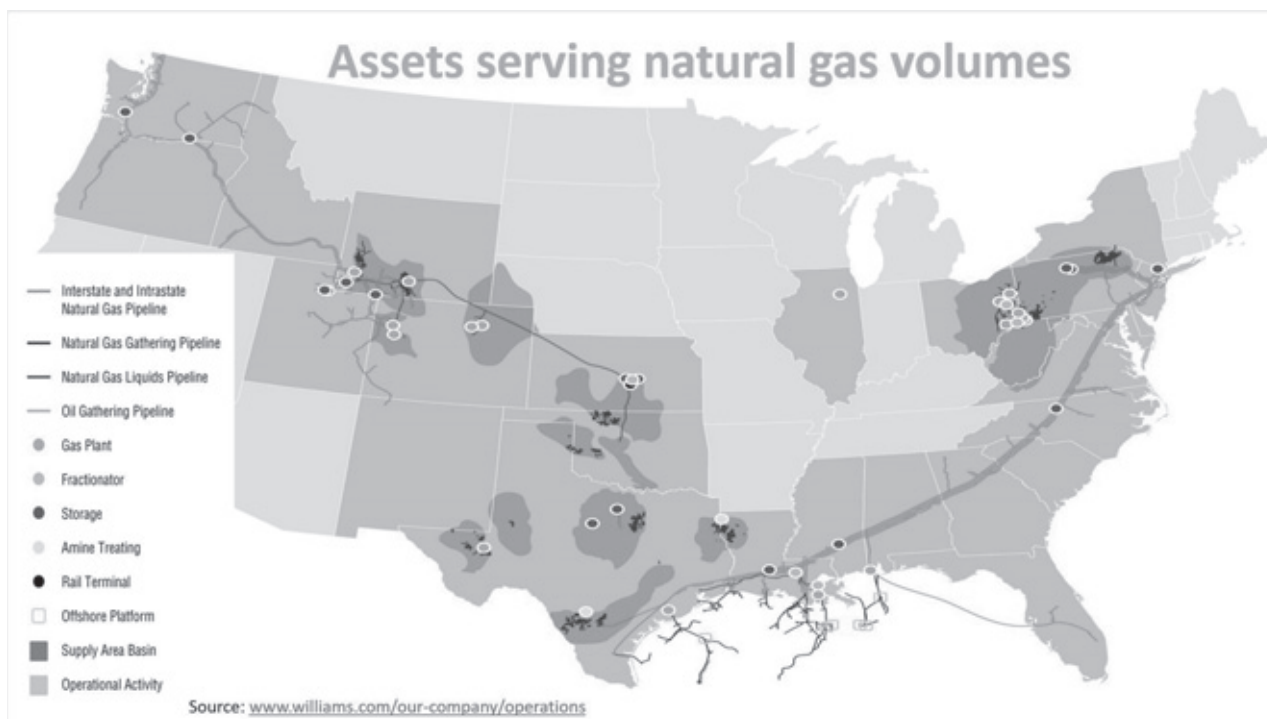 Assets serving natural gas volumes
Interstate and Intrastate
Natural Gas Pipeline
Natural Gas Gathering Pipeline
Natural Gas Liquids Pipeline
Oil Gathering Pipeline
Gas Plant
Fractionator
Storage
Amine Treating
Rail Terminal
Offshore Platform
Supply Area Basin
Operational Activity
Source: www.williams.com/our-company/operations